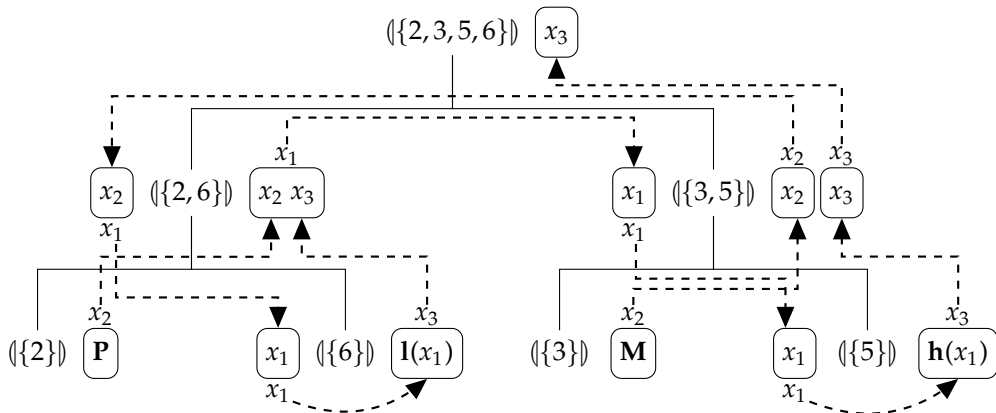 ⦇{2, 3, 5, 6}⦈ x₃
x₁ x₂ x₃
x₂ ⦇{2, 6}⦈ x₂ x₃ x₁ ⦇{3, 5}⦈ x₂ x₃
x₁ x₁
x₂ x₃ x₂ x₃
⦇{2}⦈ P x₁ ⦇{6}⦈ l(x₁) ⦇{3}⦈ M x₁ ⦇{5}⦈ h(x₁)
x₁ x₁